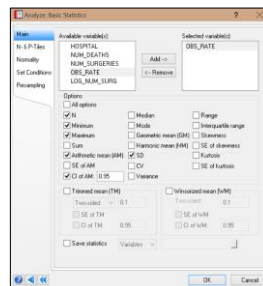 Analyze: Basic Statistics
Main
N- & P-Tiles
Normality
Set Conditions
Resampling
Available variable(s):
HOSPITAL
NUM_DEATHS
NUM_SURGERIES
OBS_RATE
LOG_NUM_SURG
Add -->
<-- Remove
Selected variable(s):
OBS_RATE
Options
All options
N
Median
Range
Minimum
Mode
Interquartile range
Maximum
Geometric mean (GM)
Skewness
Sum
Harmonic mean (HM)
SE of skewness
Arithmetic mean (AM)
SD
Kurtosis
SE of AM
CV
SE of kurtosis
CI of AM: 0.95
Variance
Trimmed mean (TM)
Two-sided 0.1
SE of TM
CI of TM 0.95
Winsorized mean (WM)
Two-sided 0.1
SE of WM
CI of WM 0.95
Save statistics Variables
OK
Cancel